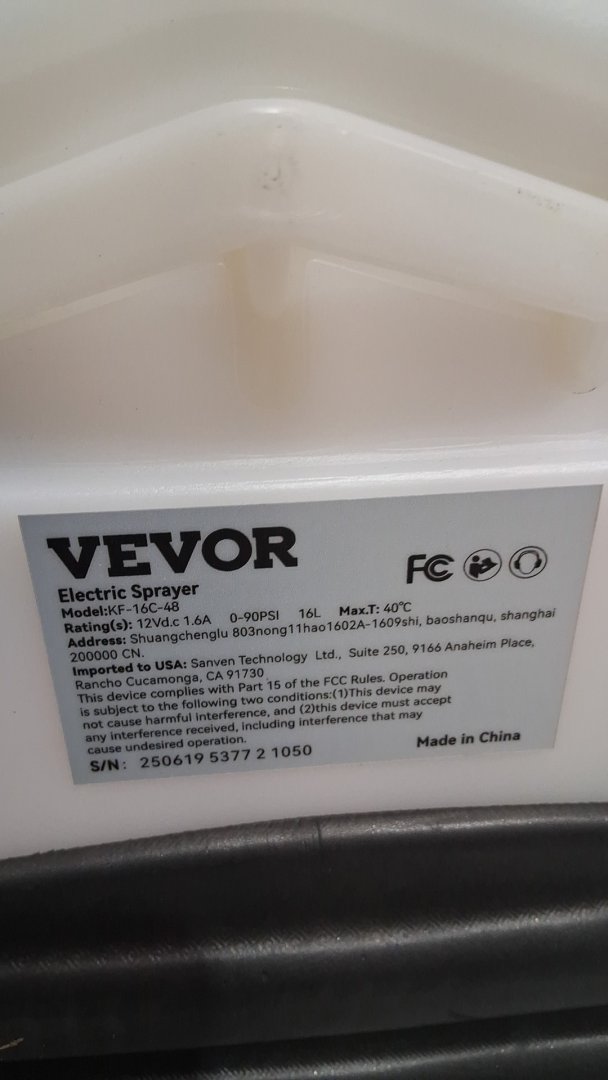 VEVOR
FC
Electric Sprayer
Model:KF-16C-48
Rating(s): 12Vd.c 1.6A 0-90PSI 16L Max.T: 40℃
Address: Shuangchenglu 803nong11hao1602A-1609shi, baoshanqu, shanghai
200000 CN.
Imported to USA: Sanven Technology Ltd., Suite 250, 9166 Anaheim Place,
Rancho Cucamonga, CA 91730
This device complies with Part 15 of the FCC Rules. Operation
is subject to the following two conditions:(1)This device may
not cause harmful interference, and (2)this device must accept
any interference received, including interference that may
cause undesired operation.
S/N: 250619 5377 2 1050
Made in China